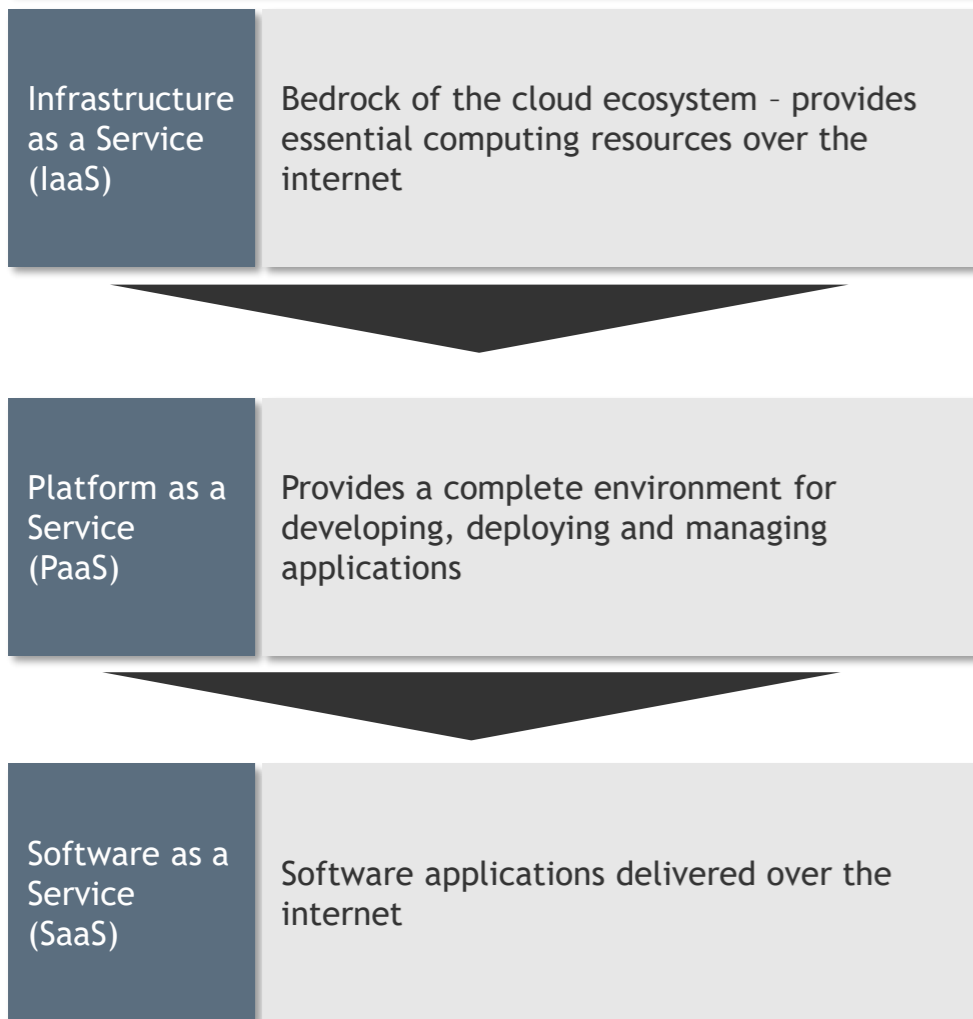 Infrastructure
as a Service
(IaaS)
Bedrock of the cloud ecosystem – provides
essential computing resources over the
internet
Platform as a
Service
(PaaS)
Provides a complete environment for
developing, deploying and managing
applications
Software as a
Service
(SaaS)
Software applications delivered over the
internet